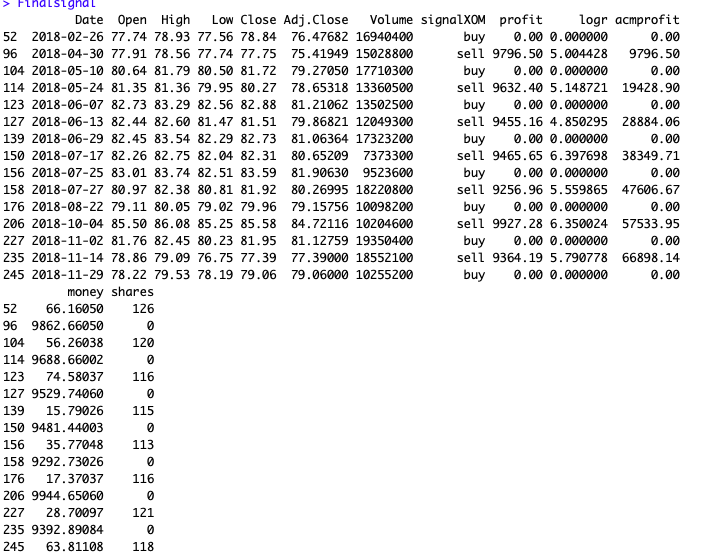 > Finalsignal
Date Open High Low Close Adj.Close Volume signalXOM profit logr acmprofit
52 2018-02-26 77.74 78.93 77.56 78.84 76.47682 16940400 buy 0.00 0.000000 0.00
96 2018-04-30 77.91 78.56 77.74 77.75 75.41949 15028800 sell 9796.50 5.004428 9796.50
104 2018-05-10 80.64 81.79 80.50 81.72 79.27050 17710300 buy 0.00 0.000000 0.00
114 2018-05-24 81.35 81.36 79.95 80.27 78.65318 13360500 sell 9632.40 5.148721 19428.90
123 2018-06-07 82.73 83.29 82.56 82.88 81.21062 13502500 buy 0.00 0.000000 0.00
127 2018-06-13 82.44 82.60 81.47 81.51 79.86821 12049300 sell 9455.16 4.850295 28884.06
139 2018-06-29 82.45 83.54 82.29 82.73 81.06364 17323200 buy 0.00 0.000000 0.00
150 2018-07-17 82.26 82.75 82.04 82.31 80.65209 7373300 sell 9465.65 6.397698 38349.71
156 2018-07-25 83.01 83.74 82.51 83.59 81.90630 9523600 buy 0.00 0.000000 0.00
158 2018-07-27 80.97 82.38 80.81 81.92 80.26995 18220800 sell 9256.96 5.559865 47606.67
176 2018-08-22 79.11 80.05 79.02 79.96 79.15756 10098200 buy 0.00 0.000000 0.00
206 2018-10-04 85.50 86.08 85.25 85.58 84.72116 10204600 sell 9927.28 6.350024 57533.95
227 2018-11-02 81.76 82.45 80.23 81.95 81.12759 19350400 buy 0.00 0.000000 0.00
235 2018-11-14 78.86 79.09 76.75 77.39 77.39000 18552100 sell 9364.19 5.790778 66898.14
245 2018-11-29 78.22 79.53 78.19 79.06 79.06000 10255200 buy 0.00 0.000000 0.00
money shares
52 66.16050 126
96 9862.66050 0
104 56.26038 120
114 9688.66002 0
123 74.58037 116
127 9529.74060 0
139 15.79026 115
150 9481.44003 0
156 35.77048 113
158 9292.73026 0
176 17.37037 116
206 9944.65060 0
227 28.70097 121
235 9392.89084 0
245 63.81108 118